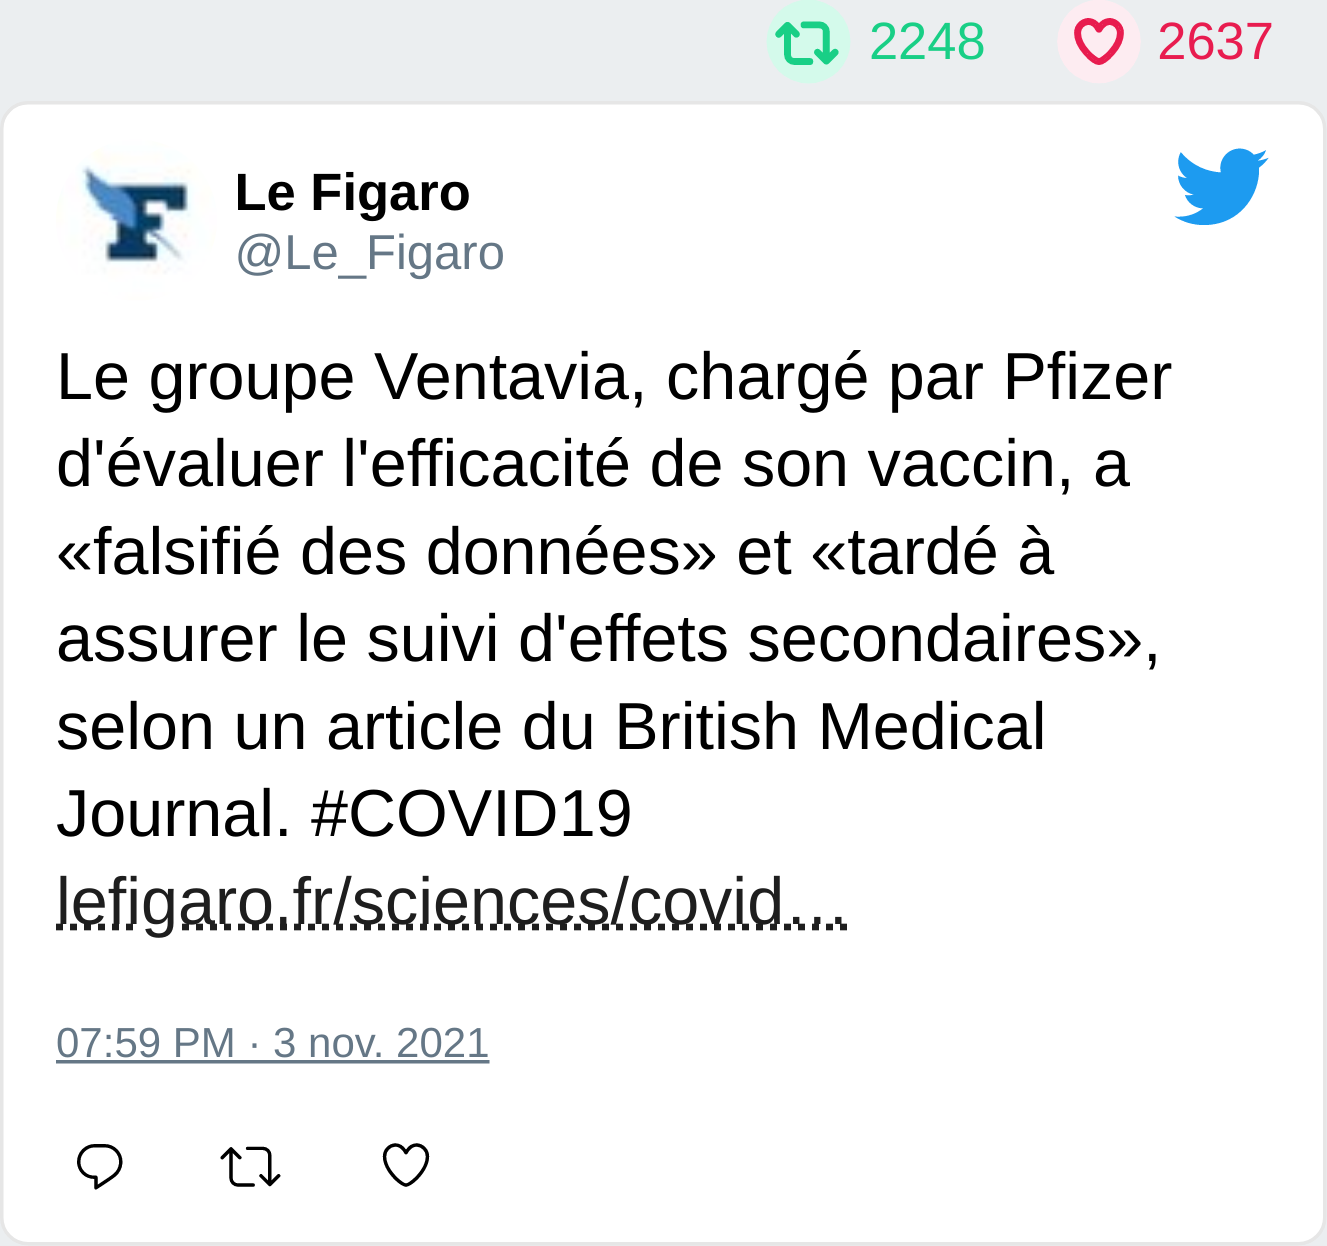 2248 2637
Le Figaro
@Le_Figaro
Le groupe Ventavia, chargé par Pfizer
d'évaluer l'efficacité de son vaccin, a
«falsifié des données» et «tardé à
assurer le suivi d'effets secondaires»,
selon un article du British Medical
Journal. #COVID19
lefigaro.fr/sciences/covid...
07:59 PM · 3 nov. 2021